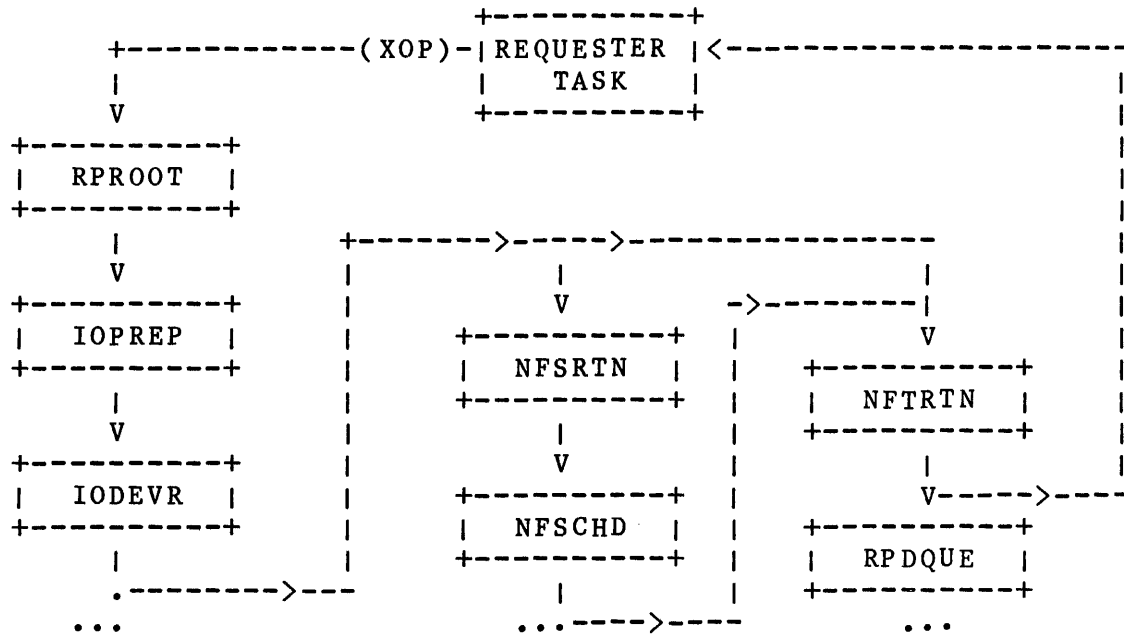 (XOP)
REQUESTER
TASK
RPROOT
IOPREP
NFSRTN
NFTRTN
IODEVR
NFSCHD
RPDQUE
...
...
...